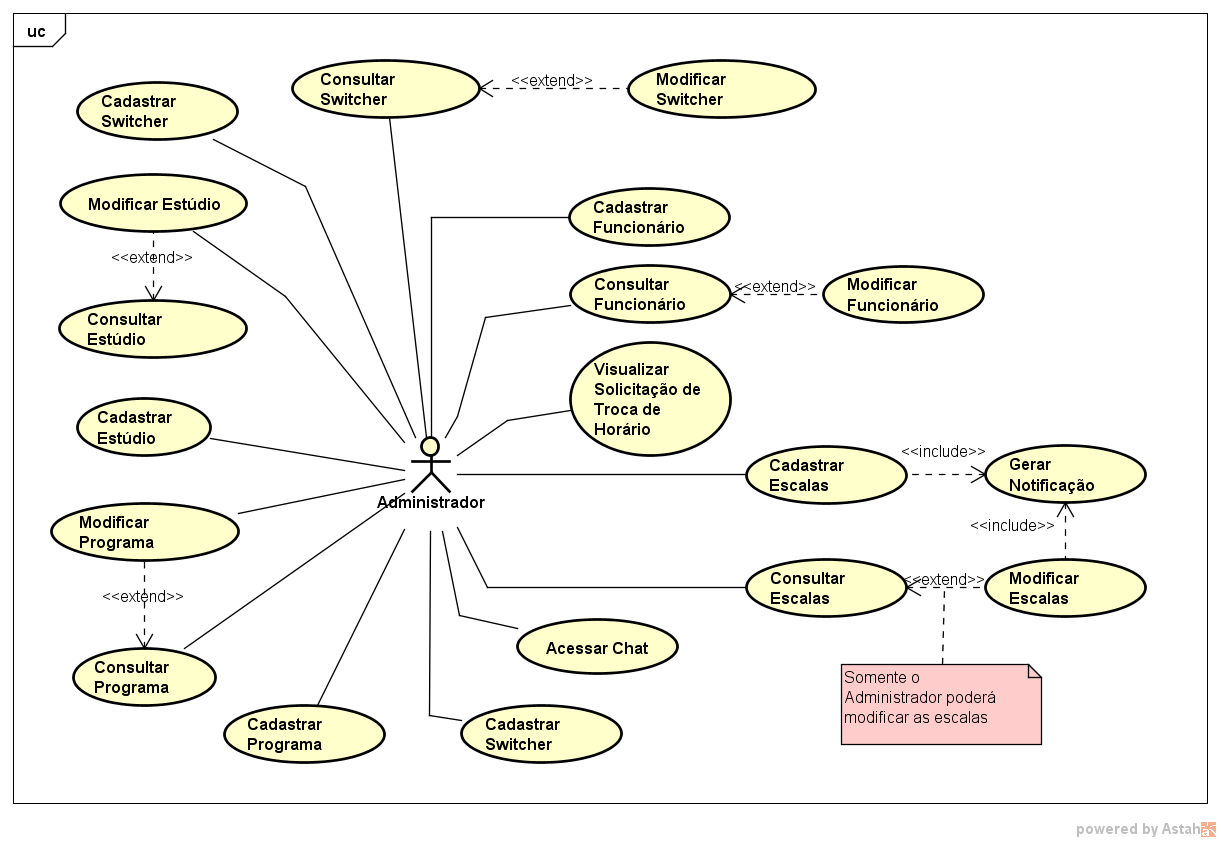 uc
Consultar
Switcher
<<extend>>
Modificar
Switcher
Cadastrar
Switcher
Modificar Estúdio
<<extend>>
Consultar
Estúdio
Cadastrar
Funcionário
Consultar
Funcionário
<<extend>>
Modificar
Funcionário
Visualizar
Solicitação de
Troca de
Horário
Cadastrar
Estúdio
Administrador
Cadastrar
Escalas
<<include>>
Gerar
Notificação
<<include>>
Modificar
Programa
<<extend>>
Consultar
Programa
Consultar
Escalas
<<extend>>
Modificar
Escalas
Acessar Chat
Somente o
Administrador poderá
modificar as escalas
Cadastrar
Programa
Cadastrar
Switcher
powered by Astah